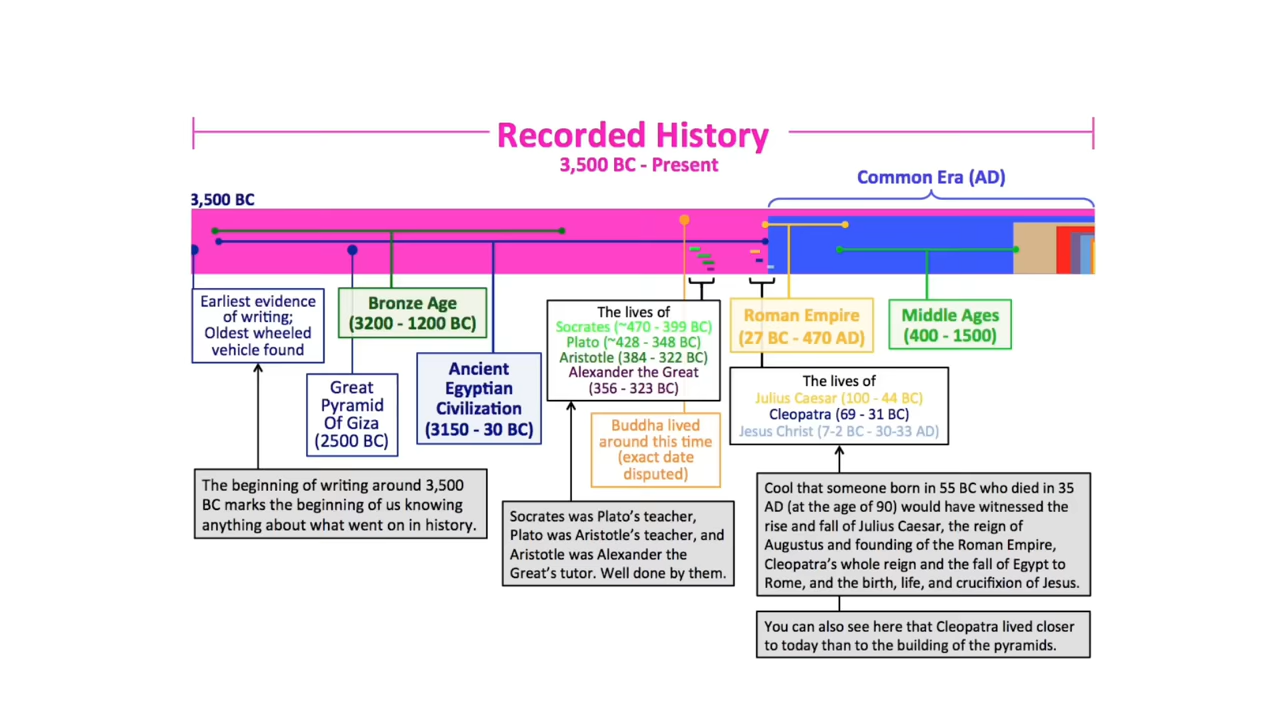 Recorded History
3,500 BC - Present
Common Era (AD)
3,500 BC
Earliest evidence
of writing;
Oldest wheeled
vehicle found
Bronze Age
(3200 - 1200 BC)
Great
Pyramid
Of Giza
(2500 BC)
Ancient
Egyptian
Civilization
(3150 - 30 BC)
The lives of
Socrates (~470 - 399 BC)
Plato (~428 - 348 BC)
Aristotle (384 - 322 BC)
Alexander the Great
(356 - 323 BC)
Buddha lived
around this time
(exact date
disputed)
Roman Empire
(27 BC - 470 AD)
Middle Ages
(400 - 1500)
The lives of
Julius Caesar (100 - 44 BC)
Cleopatra (69 - 31 BC)
Jesus Christ (7-2 BC - 30-33 AD)
The beginning of writing around 3,500
BC marks the beginning of us knowing
anything about what went on in history.
Socrates was Plato's teacher,
Plato was Aristotle's teacher, and
Aristotle was Alexander the
Great's tutor. Well done by them.
Cool that someone born in 55 BC who died in 35
AD (at the age of 90) would have witnessed the
rise and fall of Julius Caesar, the reign of
Augustus and founding of the Roman Empire,
Cleopatra's whole reign and the fall of Egypt to
Rome, and the birth, life, and crucifixion of Jesus.
You can also see here that Cleopatra lived closer
to today than to the building of the pyramids.